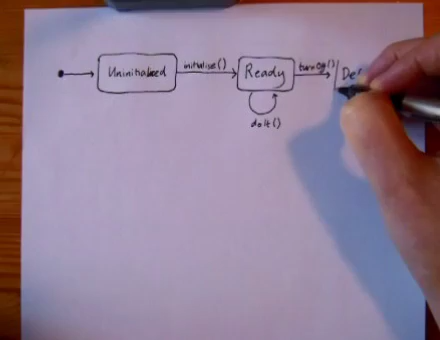 Uninitialised
initialise()
Ready
turnOff()
doIt()